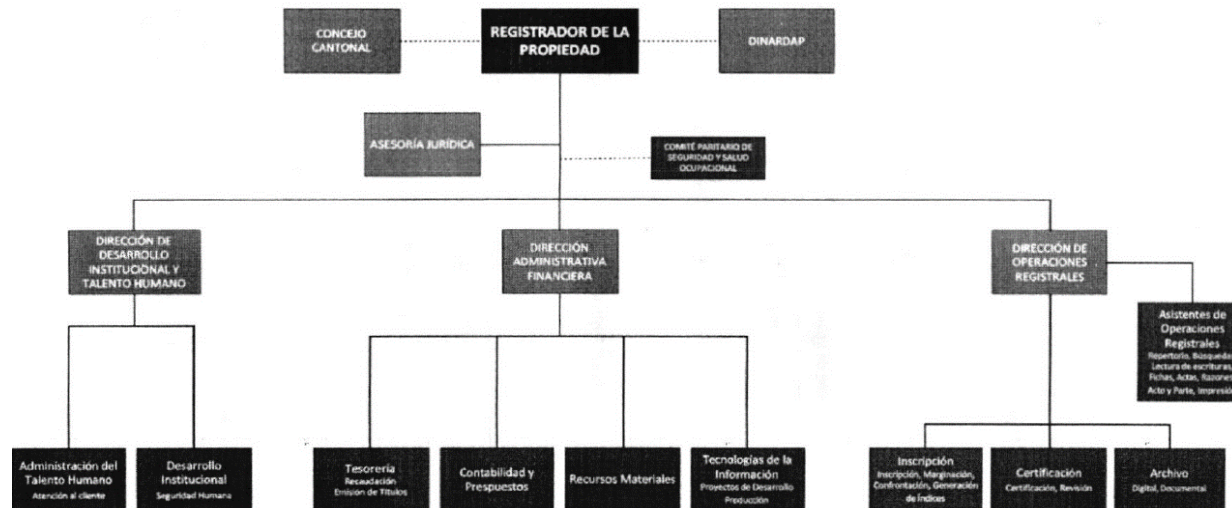 CONCEJO
CANTONAL
REGISTRADOR DE LA
PROPIEDAD
DINARDAP
ASESORÍA JURÍDICA
COMITÉ PARITARIO DE
SEGURIDAD Y SALUD
OCUPACIONAL
DIRECCIÓN DE
DESARROLLO
INSTITUCIONAL Y
TALENTO HUMANO
DIRECCIÓN
ADMINISTRATIVA
FINANCIERA
DIRECCIÓN DE
OPERACIONES
REGISTRALES
Asistentes de
Operaciones
Registrales
Repertorio, Búsqueda
Lectura de escrituras,
Fichas, Actas, Razones
Acto y Parte, Impresión
Administración del
Talento Humano
Atención al cliente
Desarrollo
Institucional
Seguridad Humana
Tesorería
Recaudación
Emisión de Títulos
Contabilidad y
Prespuestos
Recursos Materiales
Tecnologías de la
Información
Proyectos de Desarrollo
Producción
Inscripción
Inscripción, Marginación,
Confrontación, Generación
de Índices
Certificación
Certificación, Revisión
Archivo
Digital, Documental